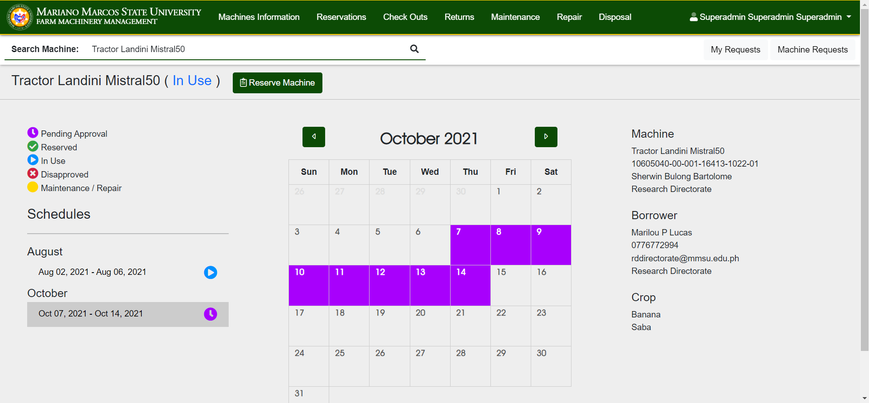 MARIANO MARCOS STATE UNIVERSITY
FARM MACHINERY MANAGEMENT
Machines Information Reservations Check Outs Returns Maintenance Repair Disposal
Superadmin Superadmin Superadmin
Search Machine: Tractor Landini Mistral50
My Requests Machine Requests
Tractor Landini Mistral50 ( In Use )
Reserve Machine
Pending Approval
Reserved
In Use
Disapproved
Maintenance / Repair
Schedules
August
Aug 02, 2021 - Aug 06, 2021
October
Oct 07, 2021 - Oct 14, 2021
October 2021
Sun Mon Tue Wed Thu Fri Sat
26 27 28 29 30 1 2
3 4 5 6 7 8 9
10 11 12 13 14 15 16
17 18 19 20 21 22 23
24 25 26 27 28 29 30
31
Machine
Tractor Landini Mistral50
10605040-00-001-16413-1022-01
Sherwin Bulong Bartolome
Research Directorate
Borrower
Marilou P Lucas
0776772994
rddirectorate@mmsu.edu.ph
Research Directorate
Crop
Banana
Saba